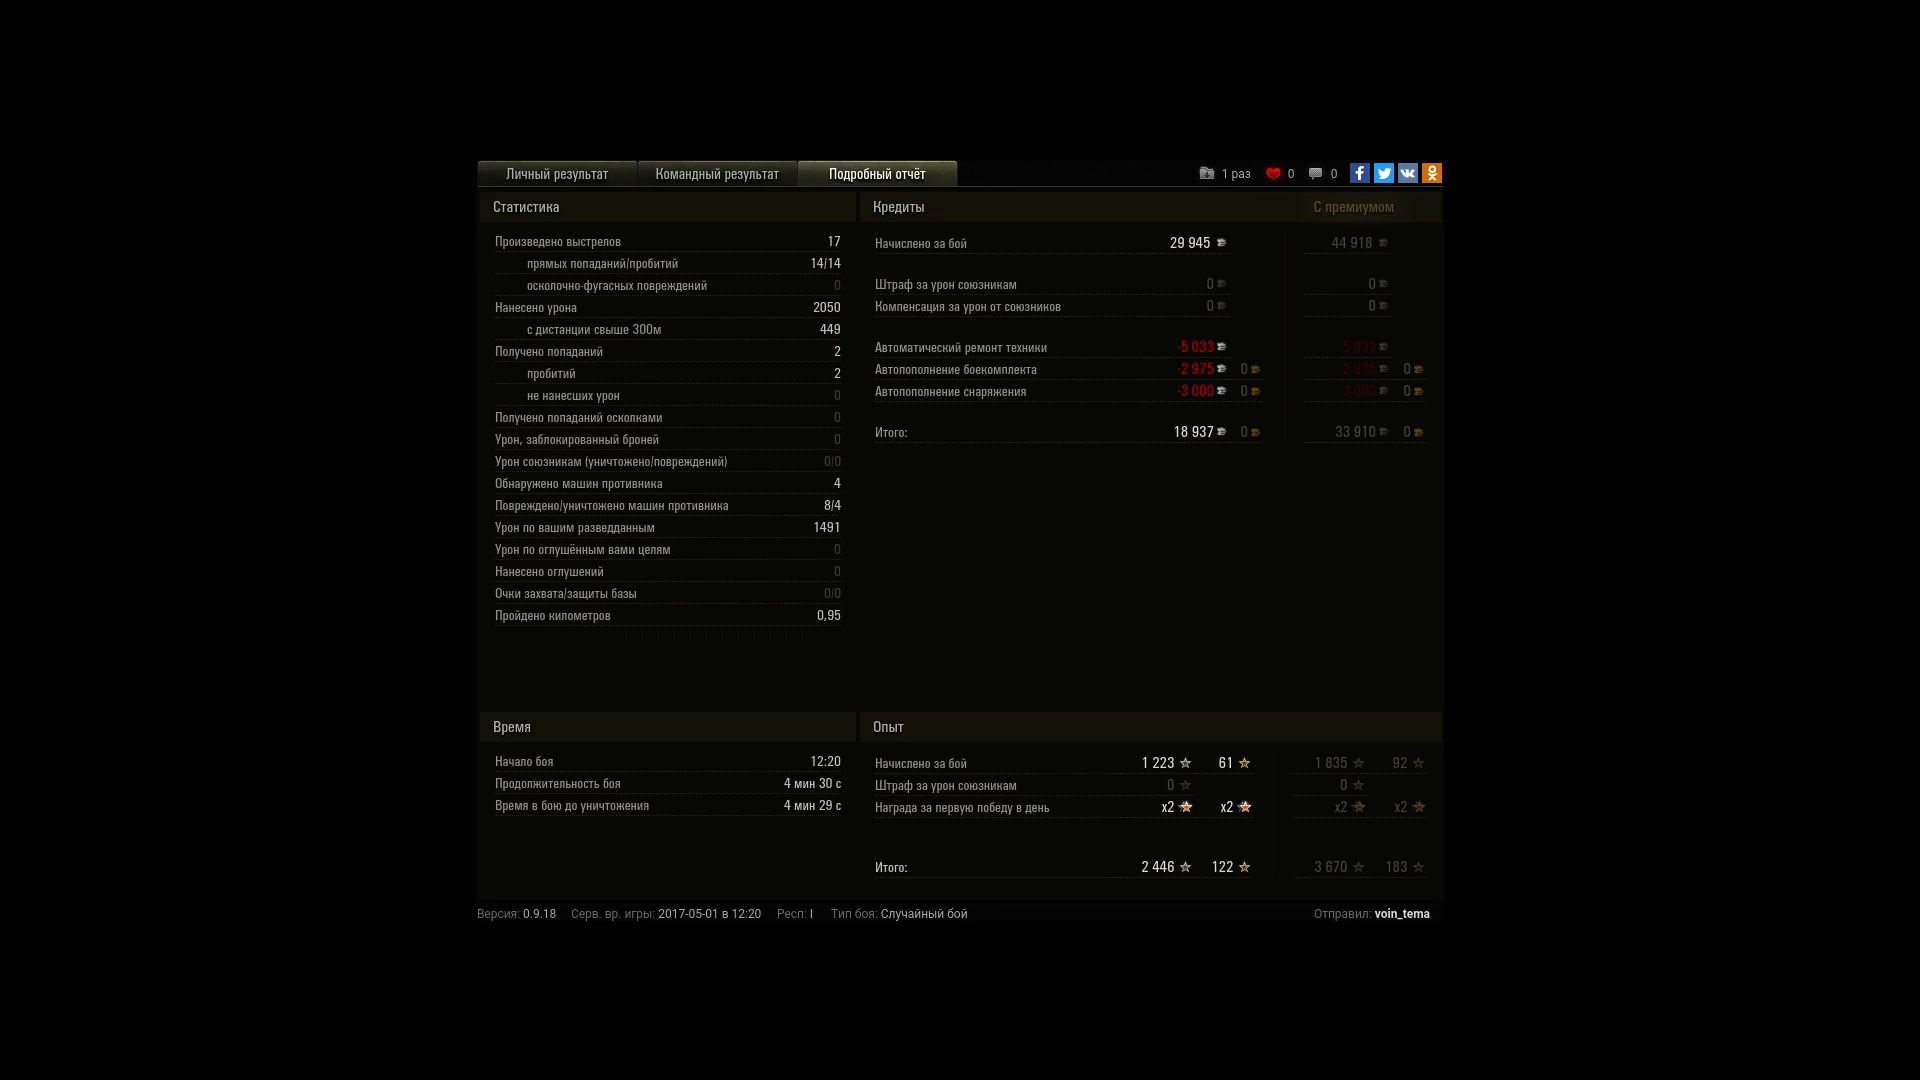 Личный результат Командный результат Подробный отчёт 1 раз 0 0
Статистика
Произведено выстрелов 17
прямых попаданий/пробитий 14/14
осколочно-фугасных повреждений 0
Нанесено урона 2050
с дистанции свыше 300м 449
Получено попаданий 2
пробитий 2
не нанесших урон 0
Получено попаданий осколками 0
Урон, заблокированный броней 0
Урон союзникам (уничтожено/повреждений) 0/0
Обнаружено машин противника 4
Повреждено/уничтожено машин противника 8/4
Урон по вашим разведданным 1491
Урон по оглушённым вами целям 0
Нанесено оглушений 0
Очки захвата/защиты базы 0/0
Пройдено километров 0,95
Кредиты С премиумом
Начислено за бой 29 945 44 918
Штраф за урон союзникам 0 0
Компенсация за урон от союзников 0 0
Автоматический ремонт техники -5 033 -5 033
Автопополнение боекомплекта -2 975 0 -2 975 0
Автопополнение снаряжения -3 000 0 -3 000 0
Итого: 18 937 0 33 910 0
Время
Начало боя 12:20
Продолжительность боя 4 мин 30 с
Время в бою до уничтожения 4 мин 29 с
Опыт
Начислено за бой 1 223 61 1 835 92
Штраф за урон союзникам 0 0
Награда за первую победу в день x2 x2 x2 x2
Итого: 2 446 122 3 670 183
Версия: 0.9.18 Серв. вр. игры: 2017-05-01 в 12:20 Респ: I Тип боя: Случайный бой Отправил: voin_tema